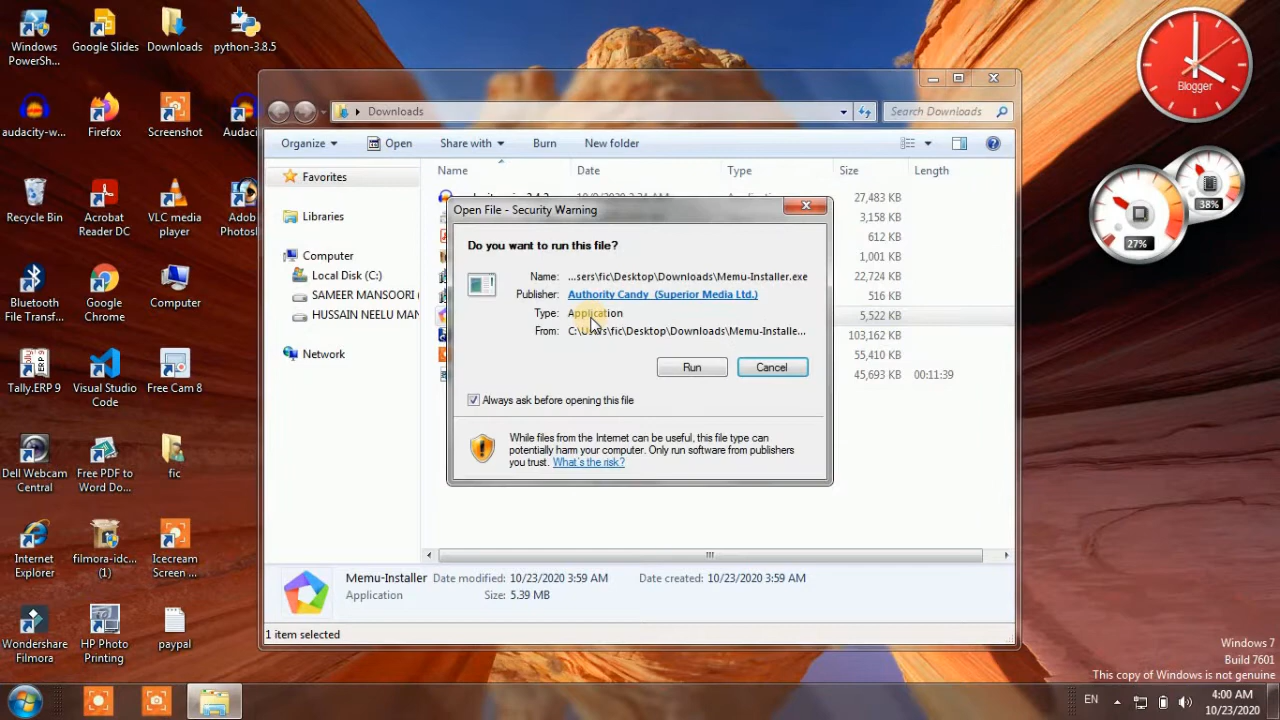 Windows PowerSh...
Google Slides
Downloads
python-3.8.5
audacity-w...
Firefox
Screenshot
Audaci
Recycle Bin
Acrobat Reader DC
VLC media player
Adob Photosl
Bluetooth File Transf...
Google Chrome
Computer
Tally.ERP 9
Visual Studio Code
Free Cam 8
Dell Webcam Central
Free PDF to Word Do...
fic
Internet Explorer
filmora-idc... (1)
Icecream Screen ...
Wondershare Filmora
HP Photo Printing
paypal
Downloads
Search Downloads
Organize
Open
Share with
Burn
New folder
Name
Date
Type
Size
Length
Favorites
Libraries
Computer
Local Disk (C:)
SAMEER MANSOORI (
HUSSAIN NEELU MAN
Network
27,483 KB
3,158 KB
612 KB
1,001 KB
22,724 KB
516 KB
5,522 KB
103,162 KB
55,410 KB
45,693 KB 00:11:39
Open File - Security Warning
Do you want to run this file?
Name: ...sers\fic\Desktop\Downloads\Memu-Installer.exe
Publisher: Authority Candy (Superior Media Ltd.)
Type: Application
From: C:\Users\fic\Desktop\Downloads\Memu-Installe...
Run
Cancel
Always ask before opening this file
While files from the Internet can be useful, this file type can
potentially harm your computer. Only run software from publishers
you trust. What's the risk?
Memu-Installer Date modified: 10/23/2020 3:59 AM Date created: 10/23/2020 3:59 AM
Application Size: 5.39 MB
1 item selected
Blogger
38%
27%
Windows 7
Build 7601
This copy of Windows is not genuine
EN
4:00 AM
10/23/2020